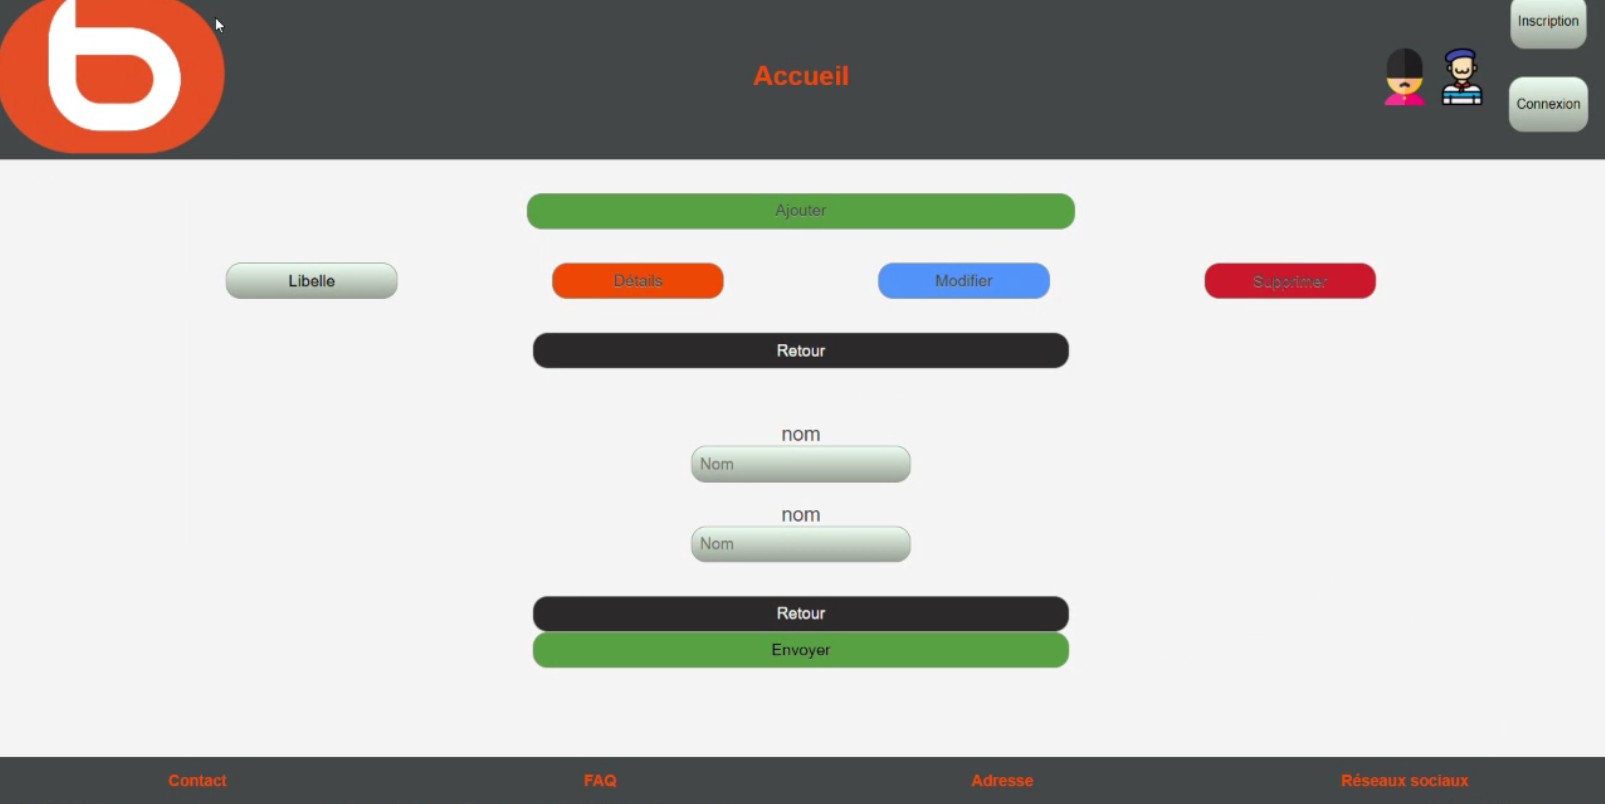 b
Accueil
Inscription
Connexion
Ajouter
Libelle
Détails
Modifier
Supprimer
Retour
nom
Nom
nom
Nom
Retour
Envoyer
Contact
FAQ
Adresse
Réseaux sociaux